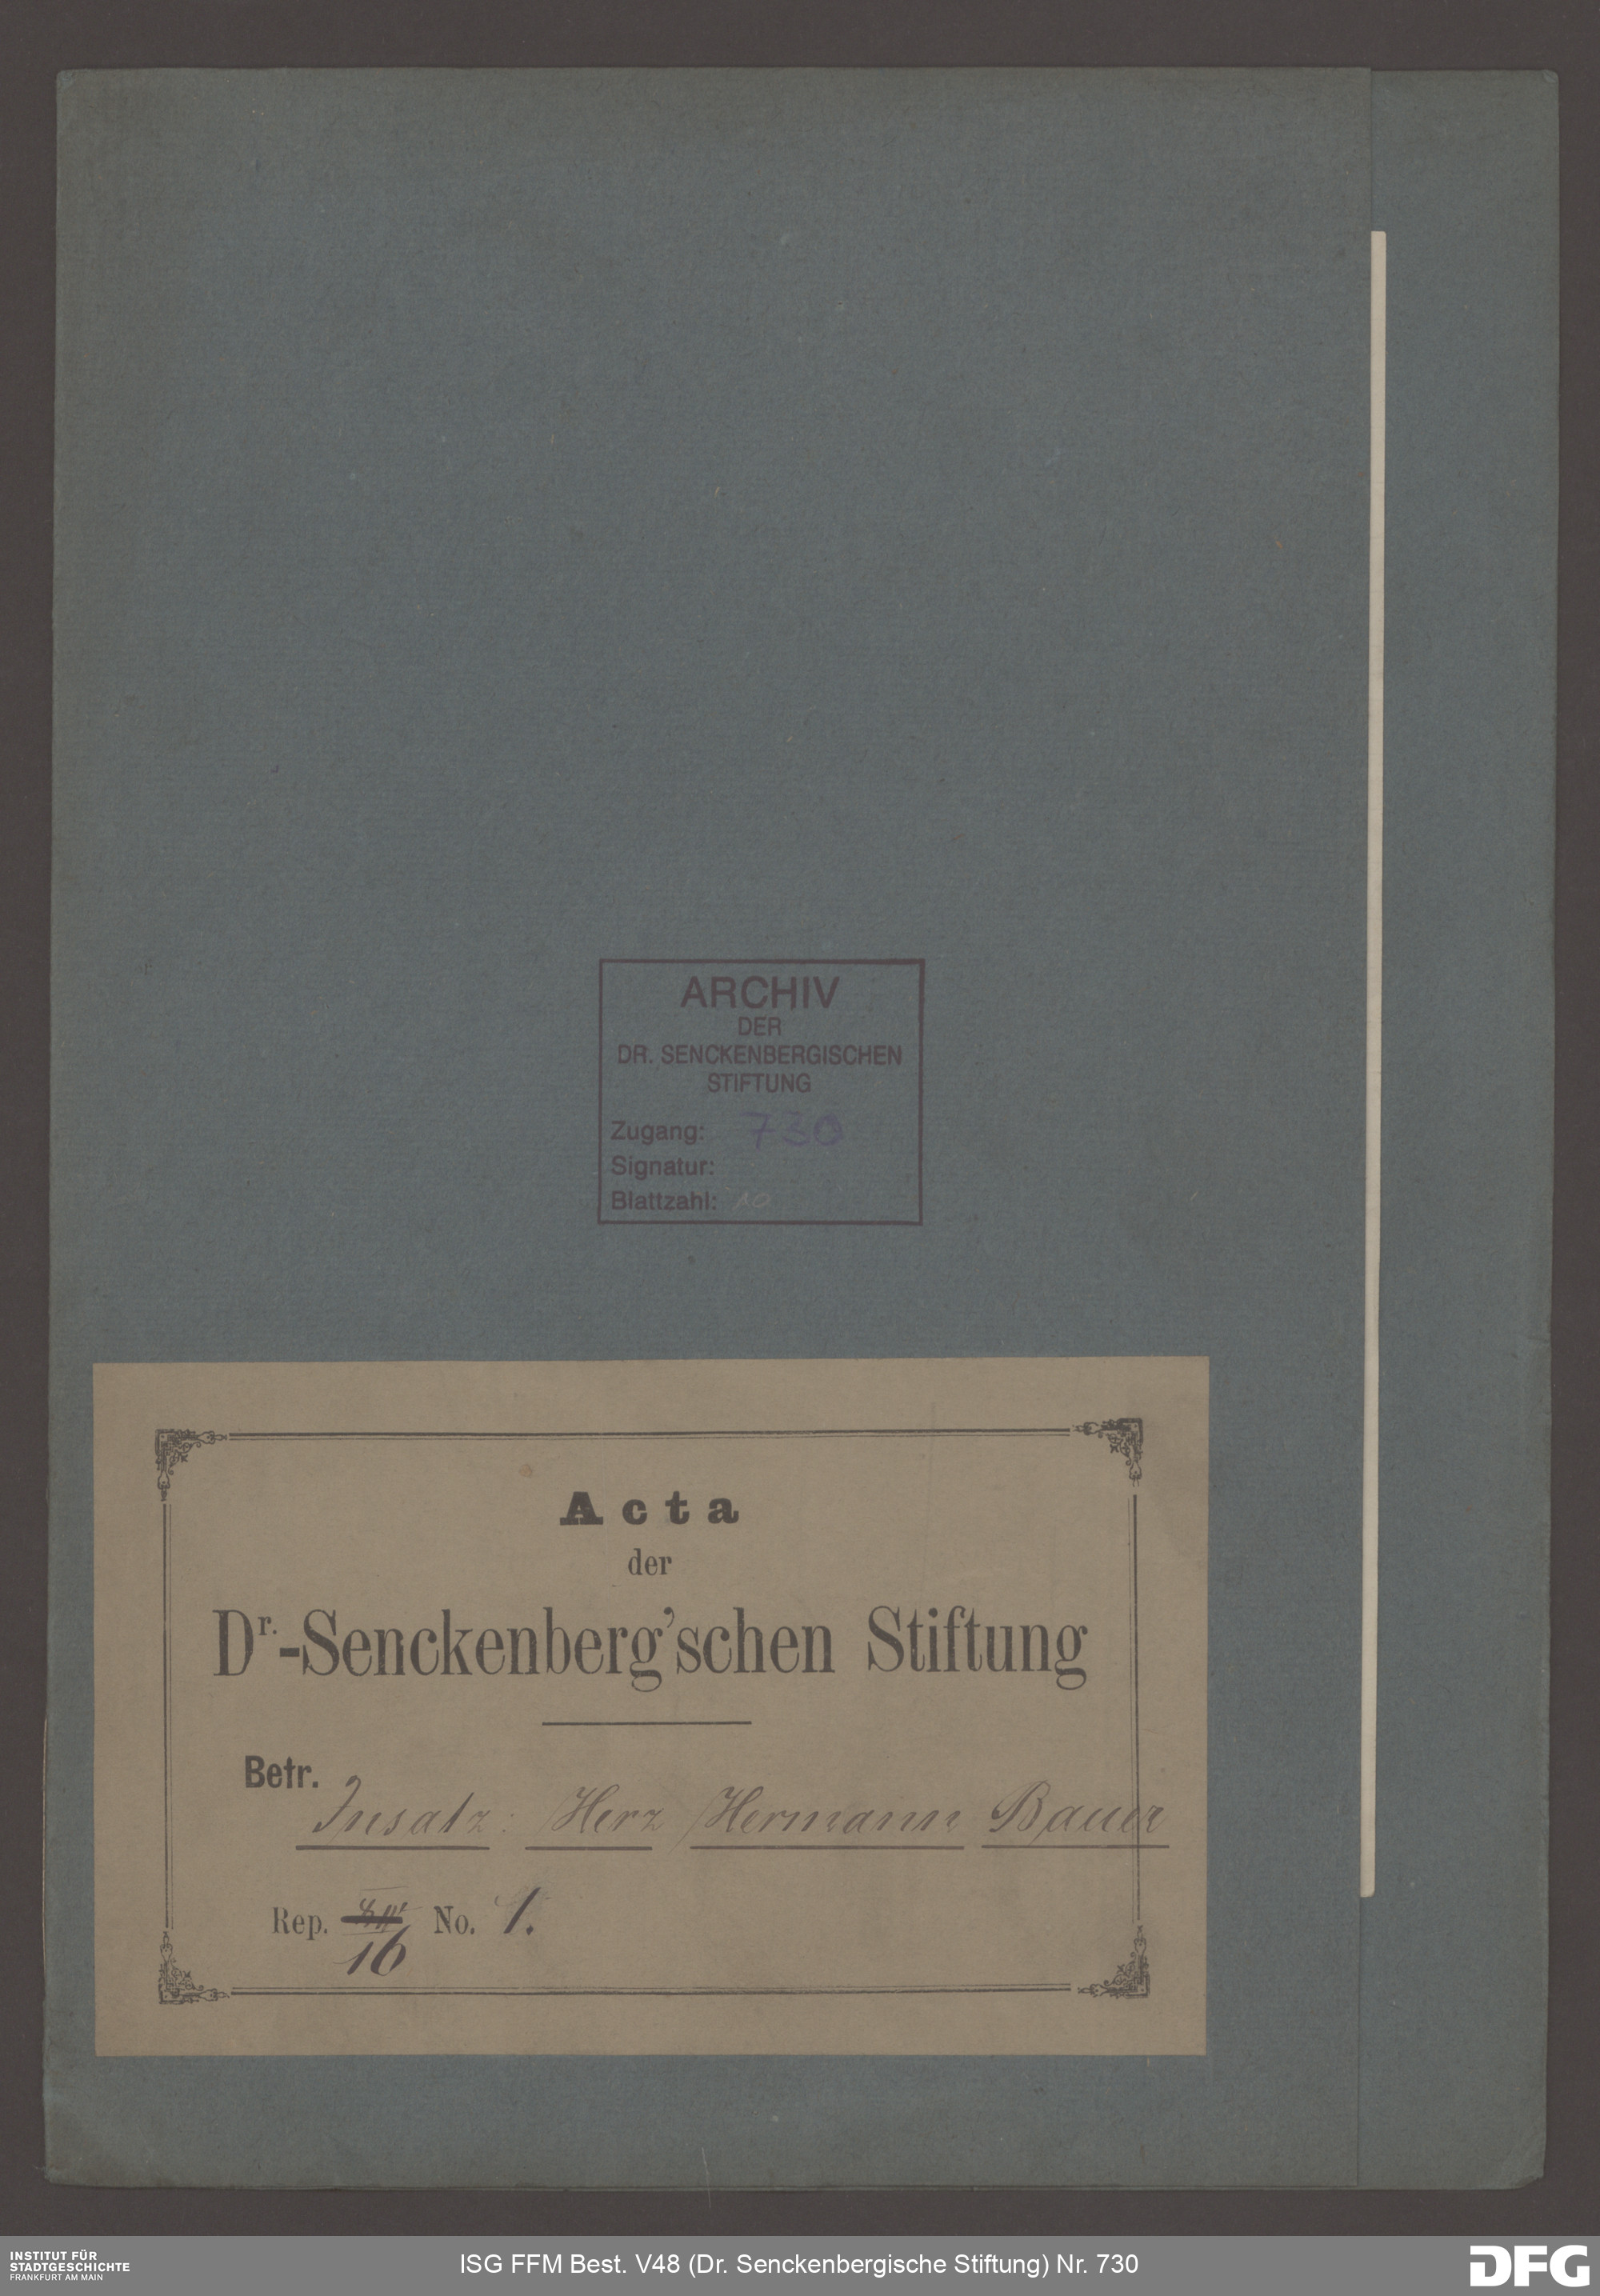 ARCHIV
DER
DR. SENCKENBERGISCHEN
STIFTUNG
Zugang: 730
Signatur:
Blattzahl: 10
Acta
der
Dr.-Senckenberg'schen Stiftung
Betr.
Insatz: Herz Hermann Bauer
Rep. No. 1.
16
INSTITUT FÜR
STADTGESCHICHTE
FRANKFURT AM MAIN
ISG FFM Best. V48 (Dr. Senckenbergische Stiftung) Nr. 730
DFG